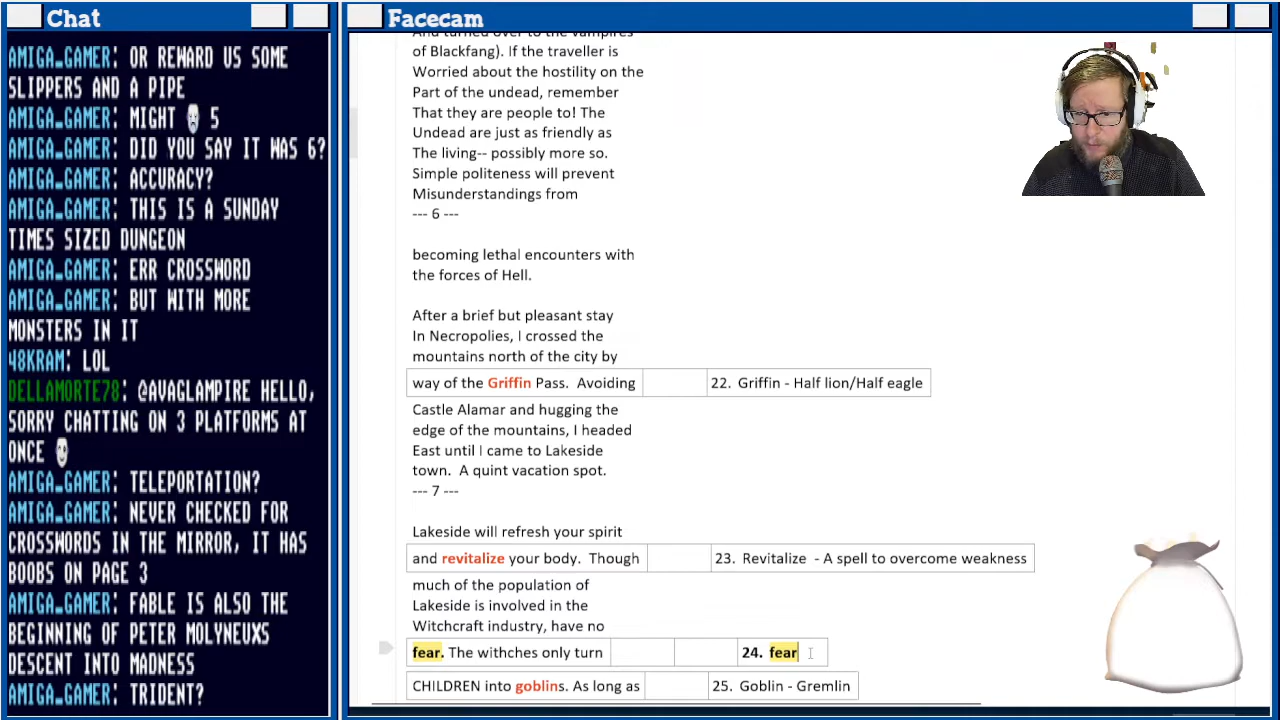 Chat
AMIGA_GAMER: OR REWARD US SOME
SLIPPERS AND A PIPE
AMIGA_GAMER: MIGHT 5
AMIGA_GAMER: DID YOU SAY IT WAS 6?
AMIGA_GAMER: ACCURACY?
AMIGA_GAMER: THIS IS A SUNDAY
TIMES SIZED DUNGEON
AMIGA_GAMER: ERR CROSSWORD
AMIGA_GAMER: BUT WITH MORE
MONSTERS IN IT
48KRAM: LOL
DELLAMORTE78: @AVAGLAMPIRE HELLO,
SORRY CHATTING ON 3 PLATFORMS AT
ONCE
AMIGA_GAMER: TELEPORTATION?
AMIGA_GAMER: NEVER CHECKED FOR
CROSSWORDS IN THE MIRROR, IT HAS
BOOBS ON PAGE 3
AMIGA_GAMER: FABLE IS ALSO THE
BEGINNING OF PETER MOLYNEUXS
DESCENT INTO MADNESS
AMIGA_GAMER: TRIDENT?
Facecam
And turned over to the vampires
of Blackfang). If the traveller is
Worried about the hostility on the
Part of the undead, remember
That they are people to! The
Undead are just as friendly as
The living-- possibly more so.
Simple politeness will prevent
Misunderstandings from
--- 6 ---
becoming lethal encounters with
the forces of Hell.
After a brief but pleasant stay
In Necropolies, I crossed the
mountains north of the city by
way of the Griffin Pass. Avoiding 22. Griffin - Half lion/Half eagle
Castle Alamar and hugging the
edge of the mountains, I headed
East until I came to Lakeside
town. A quint vacation spot.
--- 7 ---
Lakeside will refresh your spirit
and revitalize your body. Though 23. Revitalize - A spell to overcome weakness
much of the population of
Lakeside is involved in the
Witchcraft industry, have no
fear. The withches only turn 24. fear
CHILDREN into goblins. As long as 25. Goblin - Gremlin